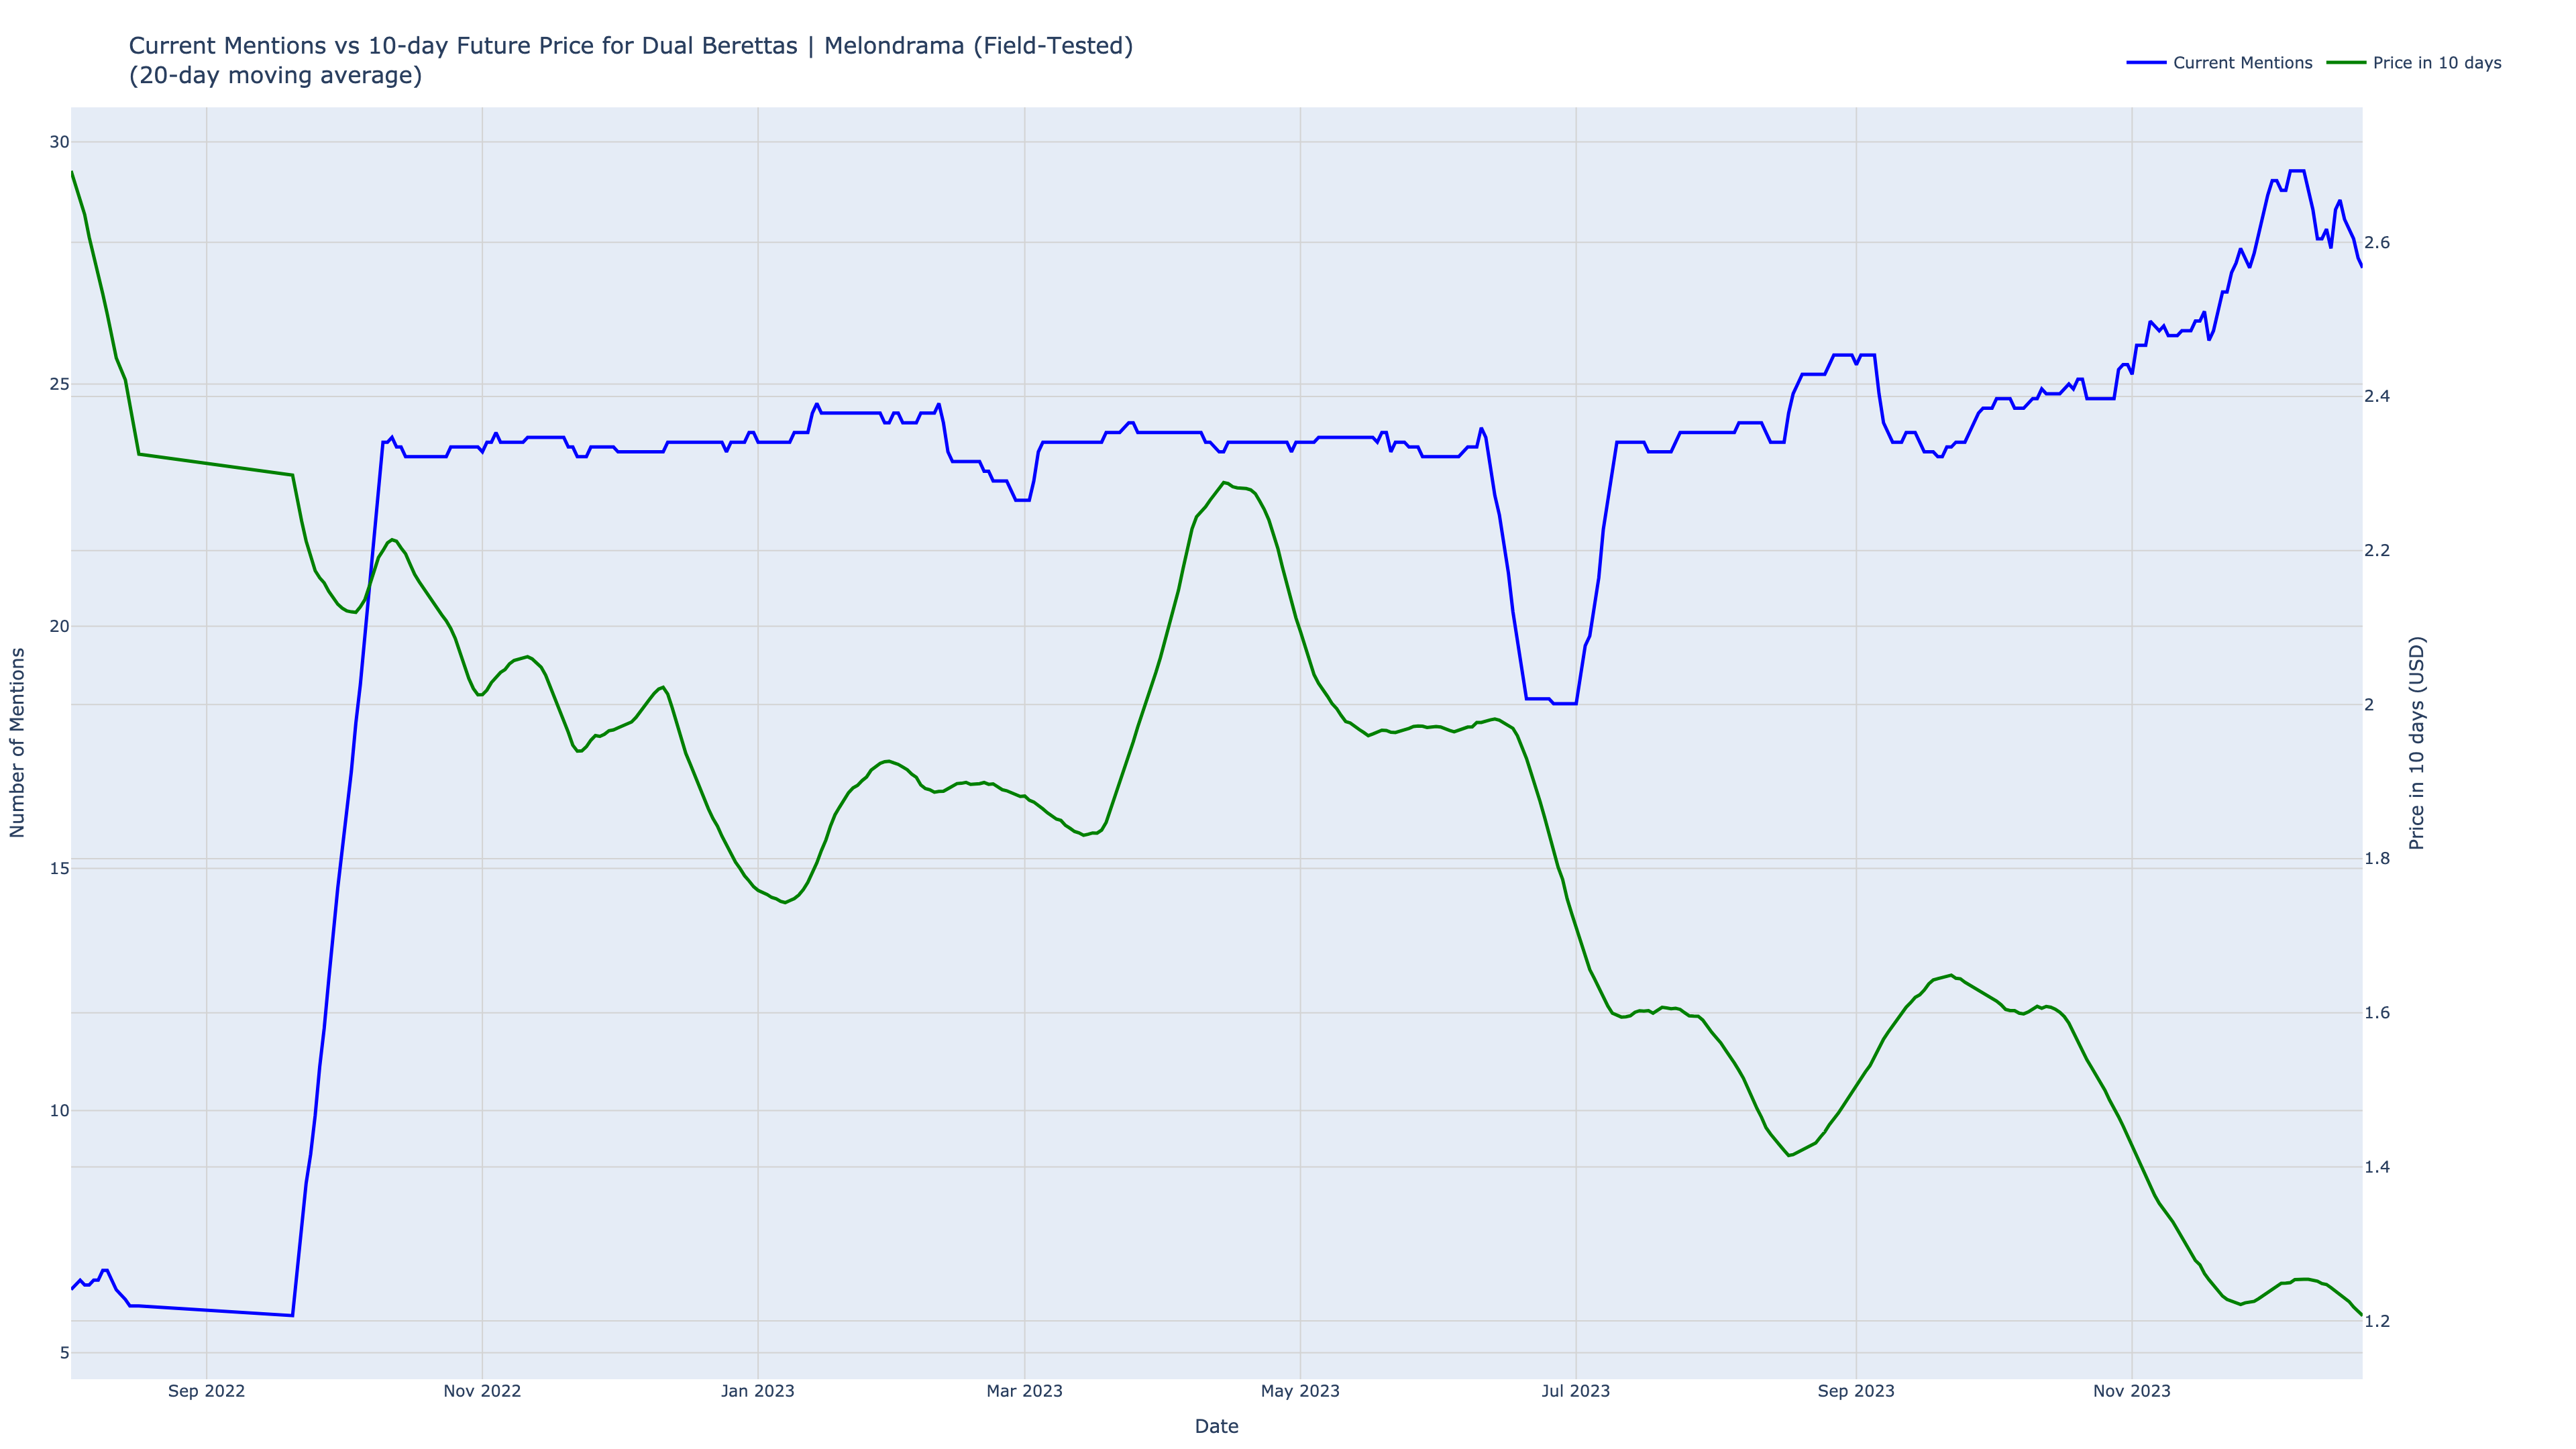 Current Mentions vs 10-day Future Price for Dual Berettas | Melondrama (Field-Tested)
(20-day moving average)
Current Mentions
Price in 10 days
30
25
20
15
10
5
Number of Mentions
2.6
2.4
2.2
2
1.8
1.6
1.4
1.2
Price in 10 days (USD)
Sep 2022
Nov 2022
Jan 2023
Mar 2023
May 2023
Jul 2023
Sep 2023
Nov 2023
Date